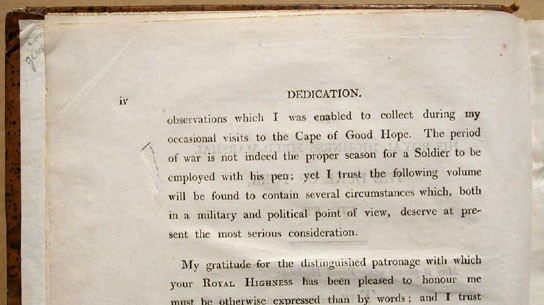 iv
DEDICATION.
observations which I was enabled to collect during my
occasional visits to the Cape of Good Hope. The period
of war is not indeed the proper season for a Soldier to be
employed with his pen; yet I trust the following volume
will be found to contain several circumstances which, both
in a military and political point of view, deserve at pre-
sent the most serious consideration.
My gratitude for the distinguished patronage with which
your ROYAL HIGHNESS has been pleased to honour me
must be otherwise expressed than by words; and I trust